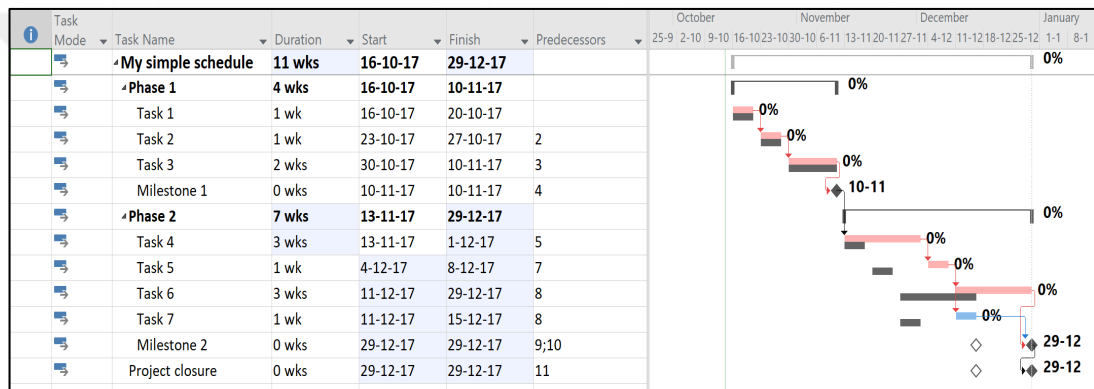 Task
Mode Task Name Duration Start Finish Predecessors
October November December January
25-9 2-10 9-10 16-10 23-10 30-10 6-11 13-11 20-11 27-11 4-12 11-12 18-12 25-12 1-1 8-1
My simple schedule 11 wks 16-10-17 29-12-17 0%
Phase 1 4 wks 16-10-17 10-11-17 0%
Task 1 1 wk 16-10-17 20-10-17 0%
Task 2 1 wk 23-10-17 27-10-17 2 0%
Task 3 2 wks 30-10-17 10-11-17 3 0%
Milestone 1 0 wks 10-11-17 10-11-17 4 10-11
Phase 2 7 wks 13-11-17 29-12-17 0%
Task 4 3 wks 13-11-17 1-12-17 5 0%
Task 5 1 wk 4-12-17 8-12-17 7 0%
Task 6 3 wks 11-12-17 29-12-17 8 0%
Task 7 1 wk 11-12-17 15-12-17 8 0%
Milestone 2 0 wks 29-12-17 29-12-17 9;10 29-12
Project closure 0 wks 29-12-17 29-12-17 11 29-12